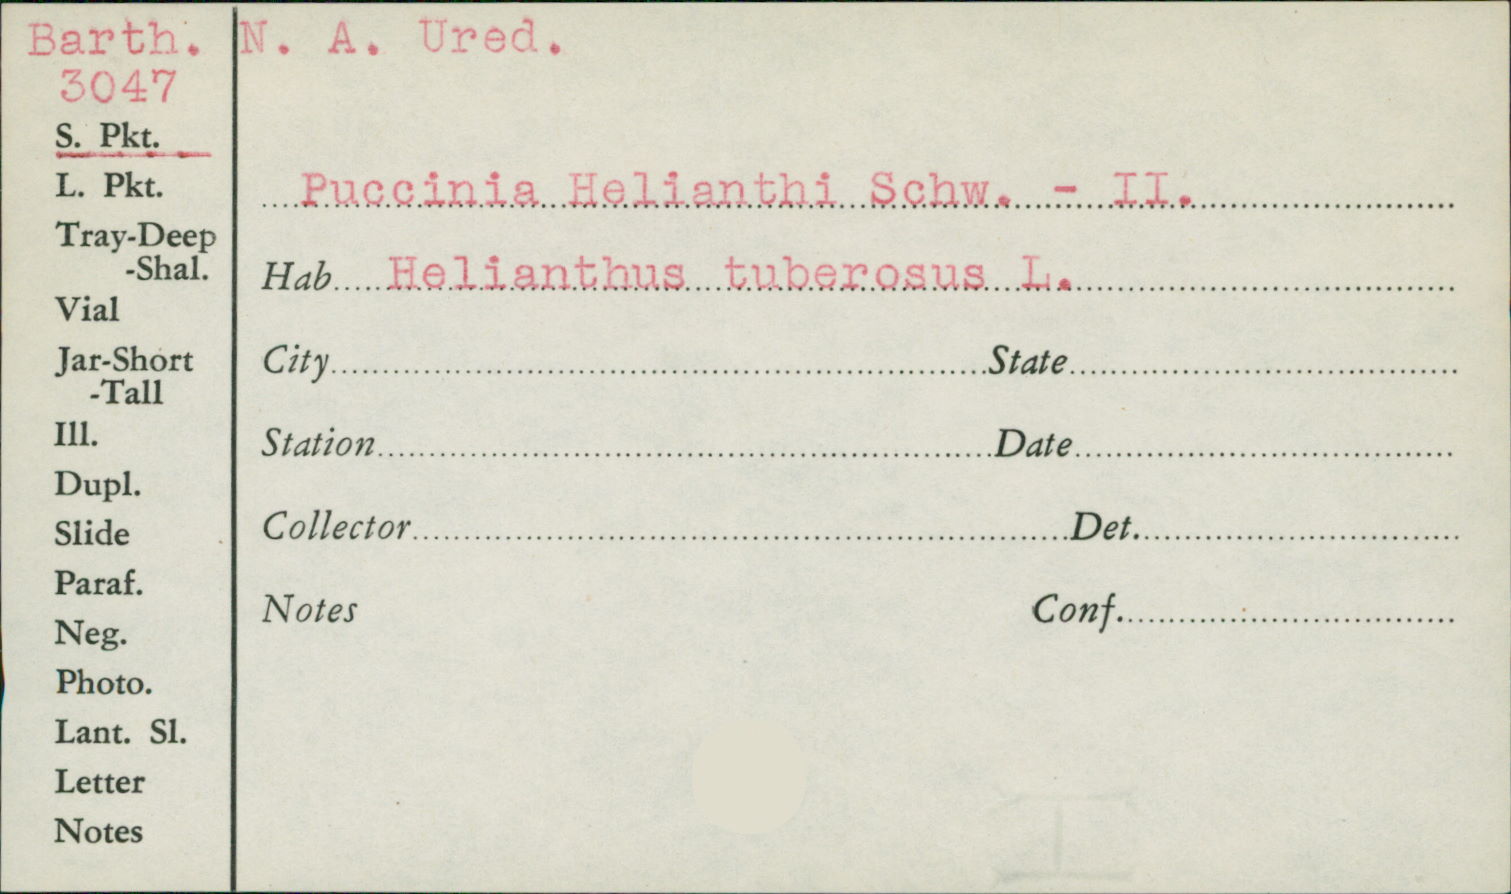 Barth. N. A. Ured.
3047
S. Pkt.
L. Pkt.
Tray-Deep
-Shal.
Vial
Jar-Short
-Tall
Ill.
Dupl.
Slide
Paraf.
Neg.
Photo.
Lant. Sl.
Letter
Notes
Puccinia Helianthi Schw. - II.
Hab. Helianthus tuberosus L.
City State
Station Date
Collector Det.
Notes Conf.